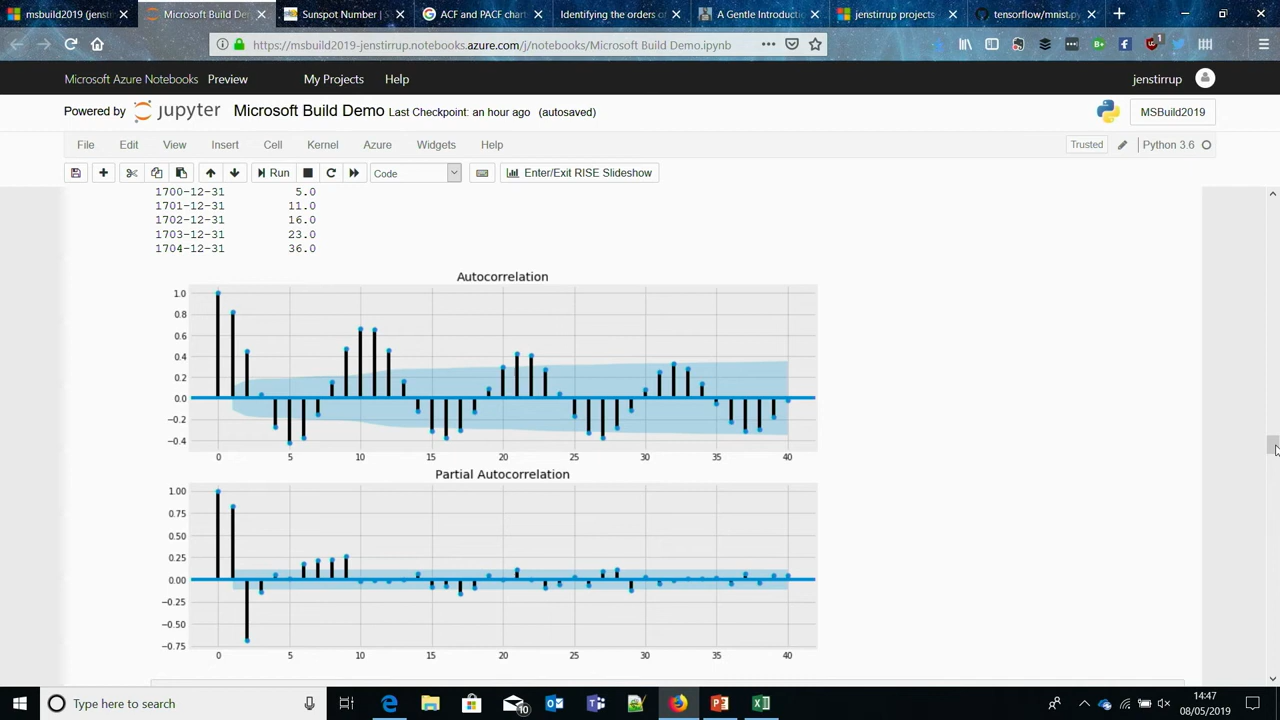 msbuild2019 (jenst
Microsoft Build De
Sunspot Number | S
ACF and PACF char
Identifying the orders o
A Gentle Introducti
jenstirrup projects
tensorflow/mnist.py
https://msbuild2019-jenstirrup.notebooks.azure.com/j/notebooks/Microsoft Build Demo.ipynb
1
Microsoft Azure Notebooks Preview My Projects Help jenstirrup
Powered by jupyter Microsoft Build Demo Last Checkpoint: an hour ago (autosaved) MSBuild2019
File Edit View Insert Cell Kernel Azure Widgets Help Trusted Python 3.6
Run Code Enter/Exit RISE Slideshow
1700-12-31 5.0
1701-12-31 11.0
1702-12-31 16.0
1703-12-31 23.0
1704-12-31 36.0
Autocorrelation
1.0
0.8
0.6
0.4
0.2
0.0
−0.2
−0.4
0 5 10 15 20 25 30 35 40
Partial Autocorrelation
1.00
0.75
0.50
0.25
0.00
−0.25
−0.50
−0.75
0 5 10 15 20 25 30 35 40
Type here to search
10
14:47
08/05/2019